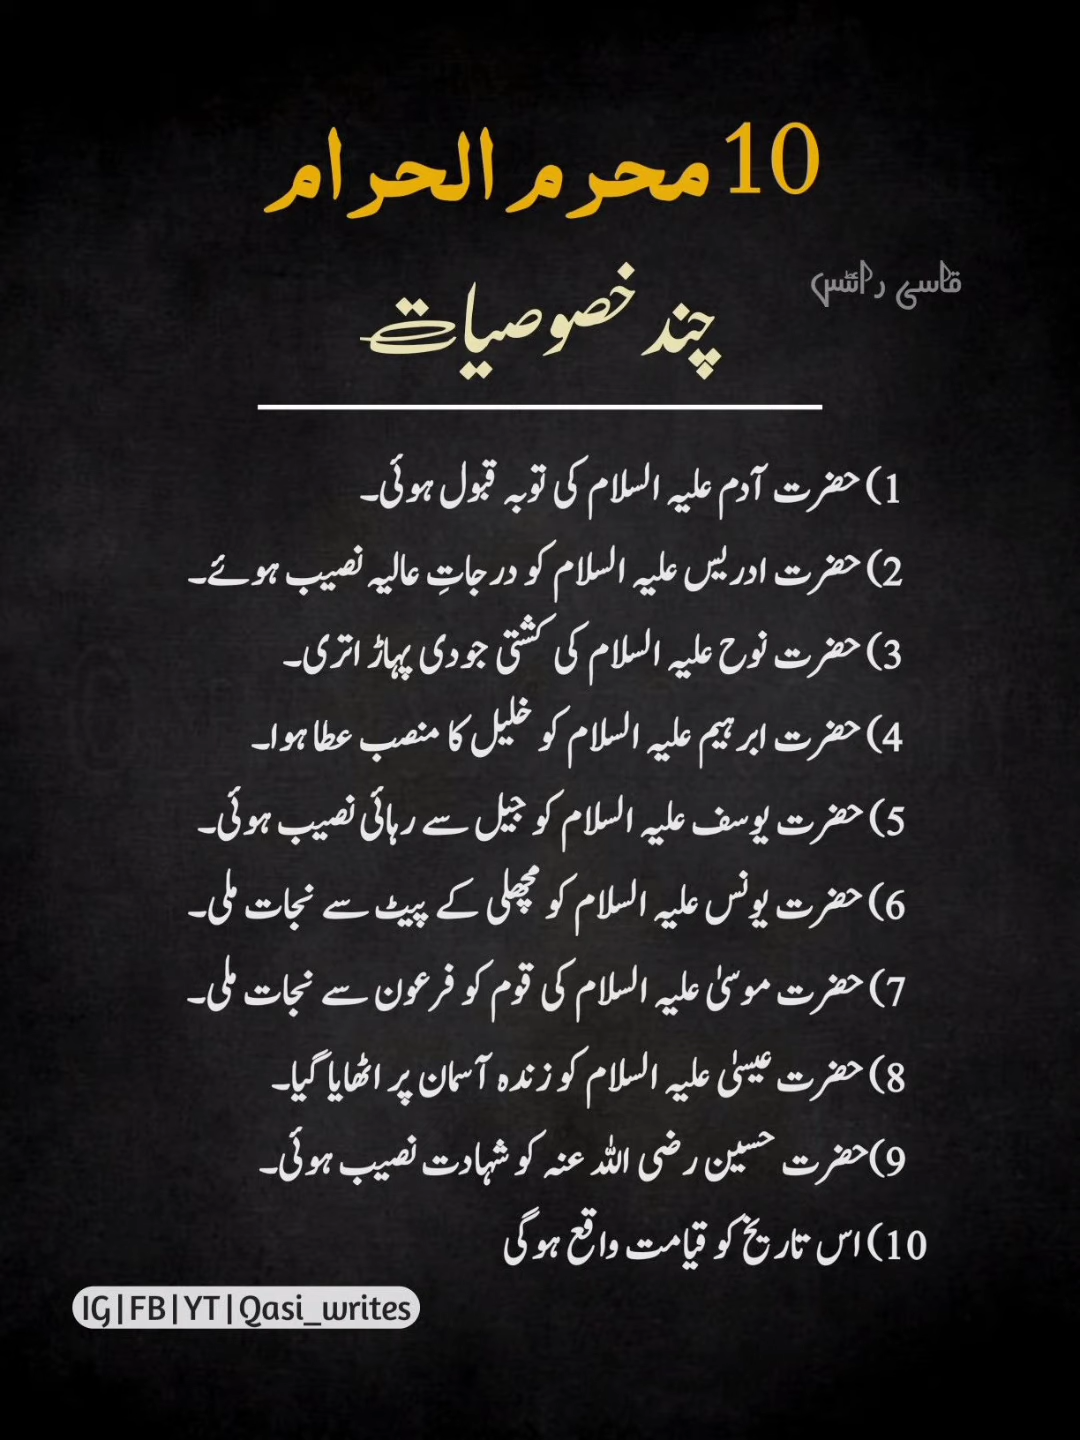 10 محرم الحرام
قاسی رائٹس
چند خصوصیات
1) حضرت آدم علیہ السلام کی توبہ قبول ہوئی۔
2) حضرت ادریس علیہ السلام کو درجاتِ عالیہ نصیب ہوئے۔
3) حضرت نوح علیہ السلام کی کشتی جودی پہاڑ اتری۔
4) حضرت ابرہیم علیہ السلام کو خلیل کا منصب عطا ہوا۔
5) حضرت یوسف علیہ السلام کو جیل سے رہائی نصیب ہوئی۔
6) حضرت یونس علیہ السلام کو مچھلی کے پیٹ سے نجات ملی۔
7) حضرت موسیٰ علیہ السلام کی قوم کو فرعون سے نجات ملی۔
8) حضرت عیسیٰ علیہ السلام کو زندہ آسمان پر اٹھایا گیا۔
9)حضرت حسین رضی اللہ عنہ کو شہادت نصیب ہوئی۔
10) اس تاریخ کو قیامت واقع ہوگی
IG|FB|YT|Qasi_writes